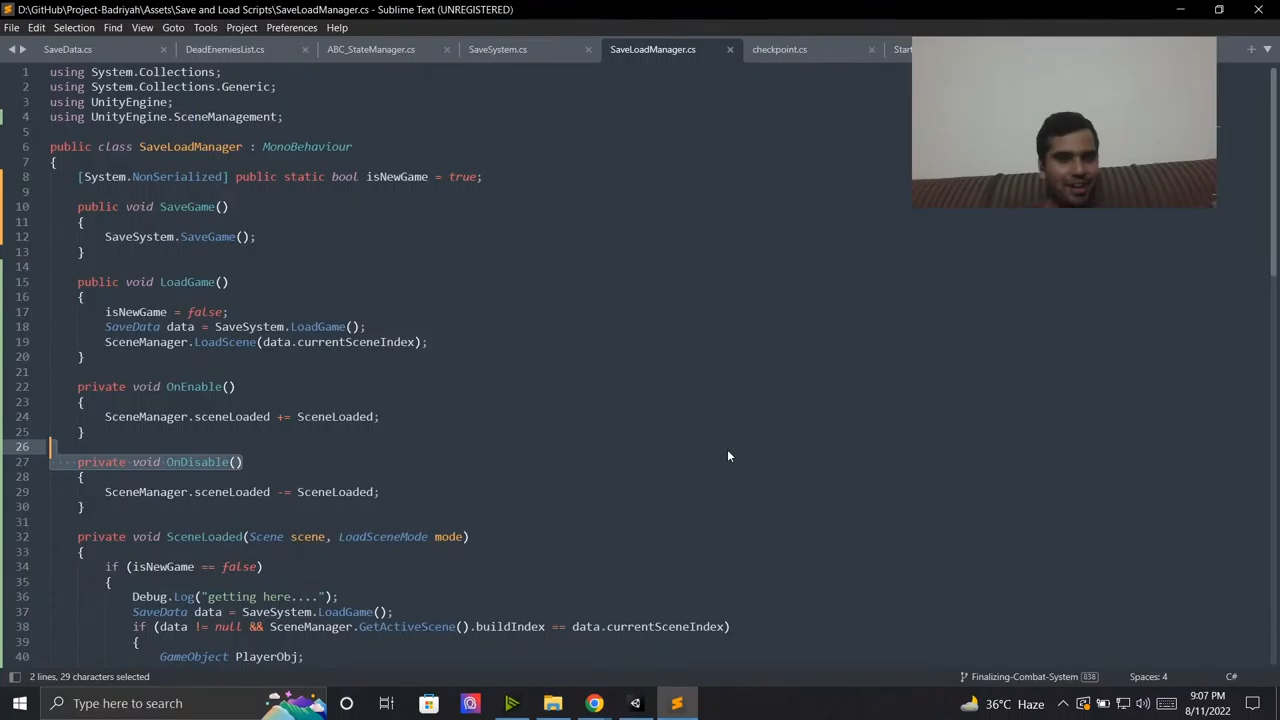 D:\GitHub\Project-Badriyah\Assets\Save and Load Scripts\SaveLoadManager.cs - Sublime Text (UNREGISTERED)
File Edit Selection Find View Goto Tools Project Preferences Help
SaveData.cs DeadEnemiesList.cs ABC_StateManager.cs SaveSystem.cs SaveLoadManager.cs checkpoint.cs Start
1 using System.Collections;
2 using System.Collections.Generic;
3 using UnityEngine;
4 using UnityEngine.SceneManagement;
5
6 public class SaveLoadManager : MonoBehaviour
7 {
8 [System.NonSerialized] public static bool isNewGame = true;
9
10 public void SaveGame()
11 {
12 SaveSystem.SaveGame();
13 }
14
15 public void LoadGame()
16 {
17 isNewGame = false;
18 SaveData data = SaveSystem.LoadGame();
19 SceneManager.LoadScene(data.currentSceneIndex);
20 }
21
22 private void OnEnable()
23 {
24 SceneManager.sceneLoaded += SceneLoaded;
25 }
26
27 private void OnDisable()
28 {
29 SceneManager.sceneLoaded -= SceneLoaded;
30 }
31
32 private void SceneLoaded(Scene scene, LoadSceneMode mode)
33 {
34 if (isNewGame == false)
35 {
36 Debug.Log("getting here....");
37 SaveData data = SaveSystem.LoadGame();
38 if (data != null && SceneManager.GetActiveScene().buildIndex == data.currentSceneIndex)
39 {
40 GameObject PlayerObj;
2 lines, 29 characters selected Finalizing-Combat-System 838 Spaces: 4 C#
Type here to search 36°C Haze 9:07 PM
8/11/2022